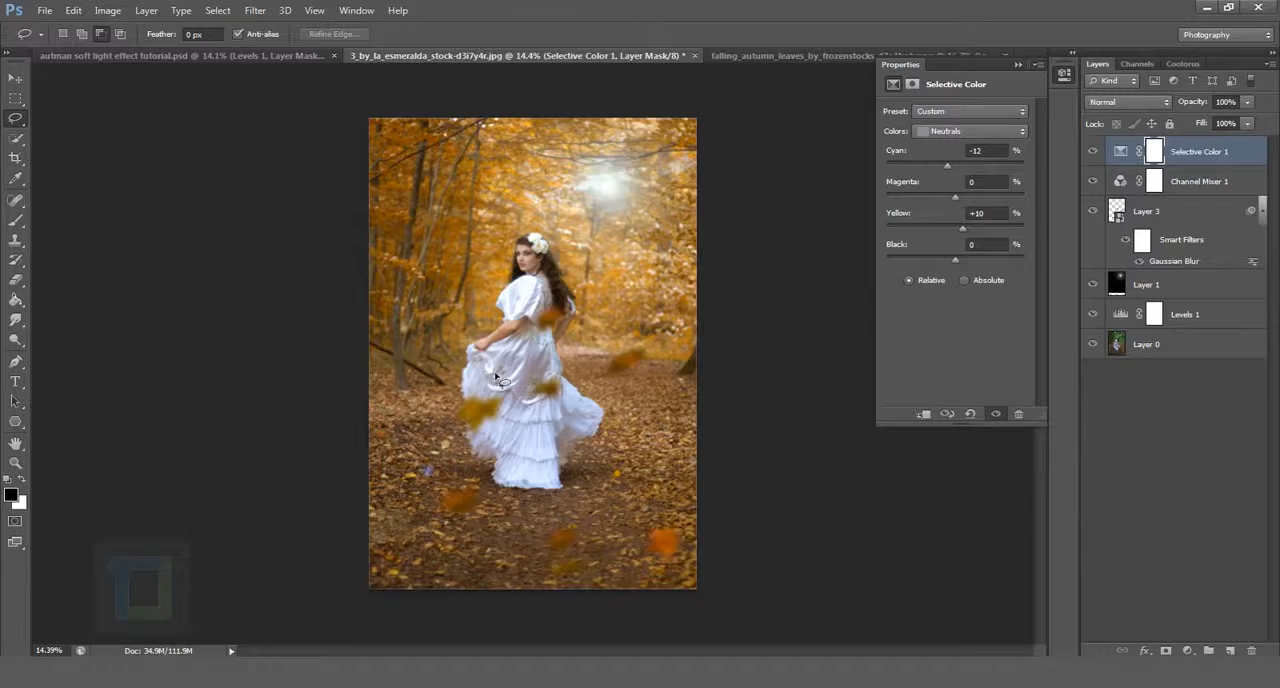 Ps File Edit Image Layer Type Select Filter 3D View Window Help
Feather: 0 px Anti-alias Refine Edge... Photography
autman soft light effect tutorial.psd @ 14.1% (Levels 1, Layer Mask... × 3_by_la_esmeralda_stock-d3i7y4r.jpg @ 14.4% (Selective Color 1, Layer Mask/8) * × falling_autumn_leaves_by_frozenstocks
Properties
Selective Color
Preset: Custom
Colors: Neutrals
Cyan: -12 %
Magenta: 0 %
Yellow: +10 %
Black: 0 %
Relative Absolute
Layers Channels Coolorus
Kind
Normal Opacity: 100%
Lock: Fill: 100%
Selective Color 1
Channel Mixer 1
Layer 3
Smart Filters
Gaussian Blur
Layer 1
Levels 1
Layer 0
14.39% Doc: 34.9M/111.9M